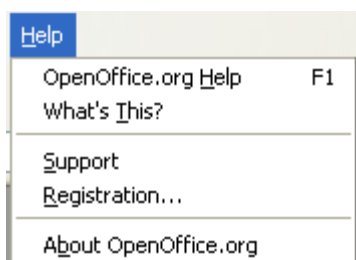 Help
OpenOffice.org Help F1
What's This?
Support
Registration...
About OpenOffice.org